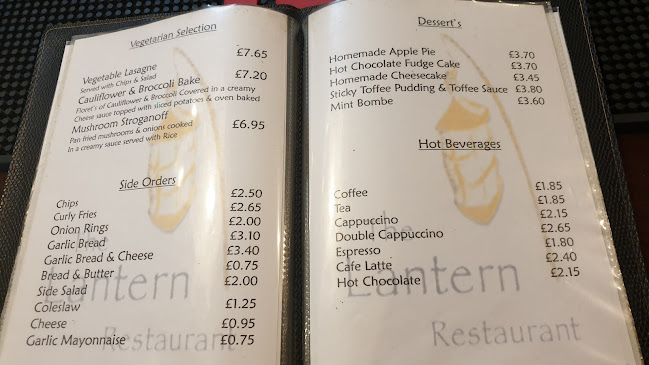 Vegetarian Selection
Vegetable Lasagne £7.65
Served with Chips & Salad
Cauliflower & Broccoli Bake £7.20
Floret's of Cauliflower & Broccoli Covered in a creamy
Cheese sauce topped with sliced potatoes & oven baked
Mushroom Stroganoff £6.95
Pan fried mushrooms & onions cooked
In a creamy sauce served with Rice
Side Orders
Chips £2.50
Curly Fries £2.65
Onion Rings £2.00
Garlic Bread £3.10
Garlic Bread & Cheese £3.40
Bread & Butter £0.75
Side Salad £2.00
Coleslaw £1.25
Cheese £0.95
Garlic Mayonnaise £0.75
The
Lantern
Restaurant
Dessert's
Homemade Apple Pie £3.70
Hot Chocolate Fudge Cake £3.70
Homemade Cheesecake £3.45
Sticky Toffee Pudding & Toffee Sauce £3.80
Mint Bombe £3.60
Hot Beverages
Coffee £1.85
Tea £1.85
Cappuccino £2.15
Double Cappuccino £2.65
Espresso £1.80
Cafe Latte £2.40
Hot Chocolate £2.15
The
Lantern
Restaurant